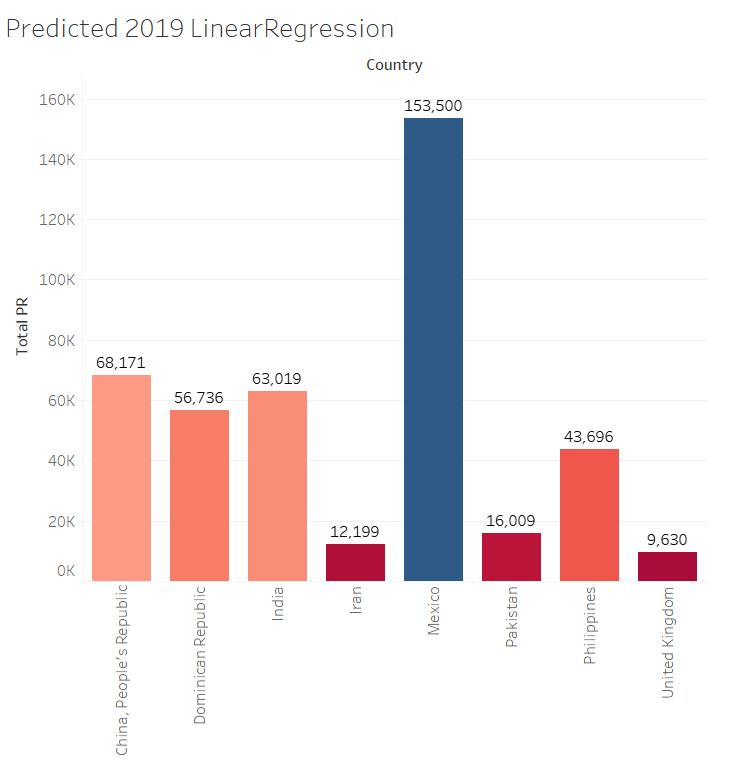 Predicted 2019 LinearRegression
Country
Total PR
160K
140K
120K
100K
80K
60K
40K
20K
0K
68,171
56,736
63,019
12,199
153,500
16,009
43,696
9,630
China, People's Republic
Dominican Republic
India
Iran
Mexico
Pakistan
Philippines
United Kingdom